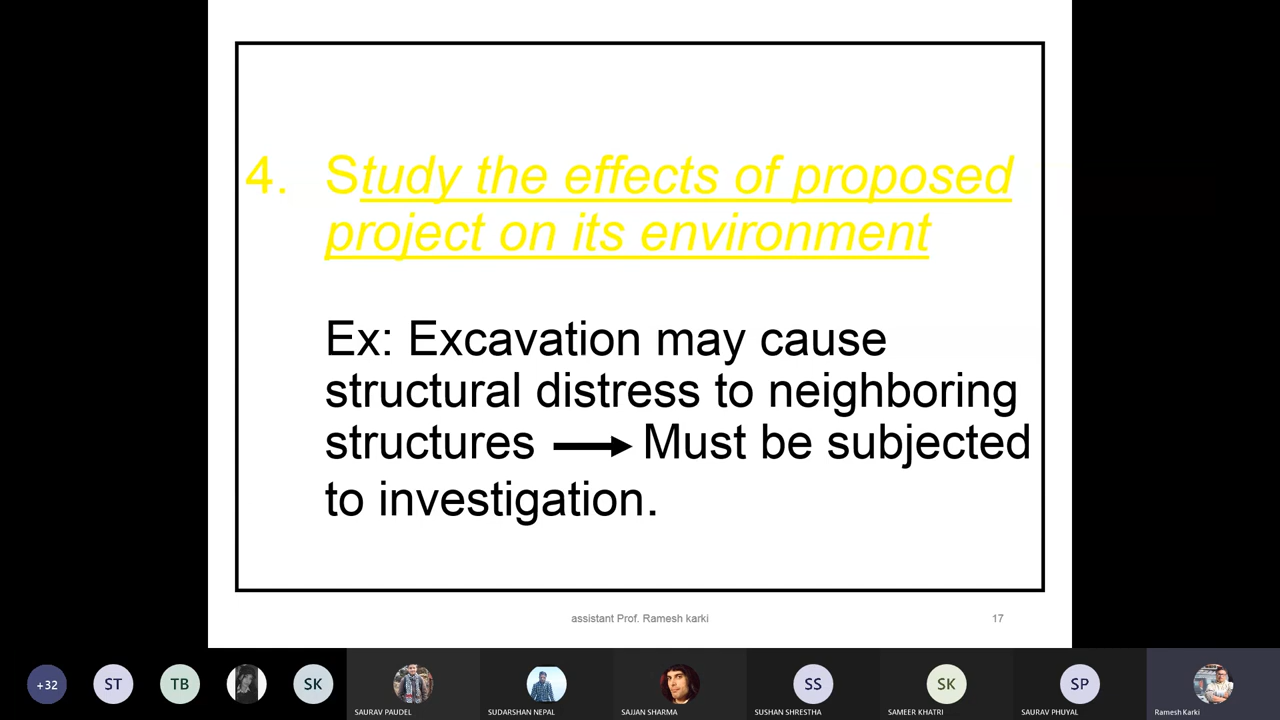 4. Study the effects of proposed
project on its environment
Ex: Excavation may cause
structural distress to neighboring
structures → Must be subjected
to investigation.
assistant Prof. Ramesh karki
17
+32
ST
TB
SK
SAURAV PAUDEL
SUDARSHAN NEPAL
SAJJAN SHARMA
SS
SUSHAN SHRESTHA
SK
SAMEER KHATRI
SP
SAURAV PHUYAL
Ramesh Karki